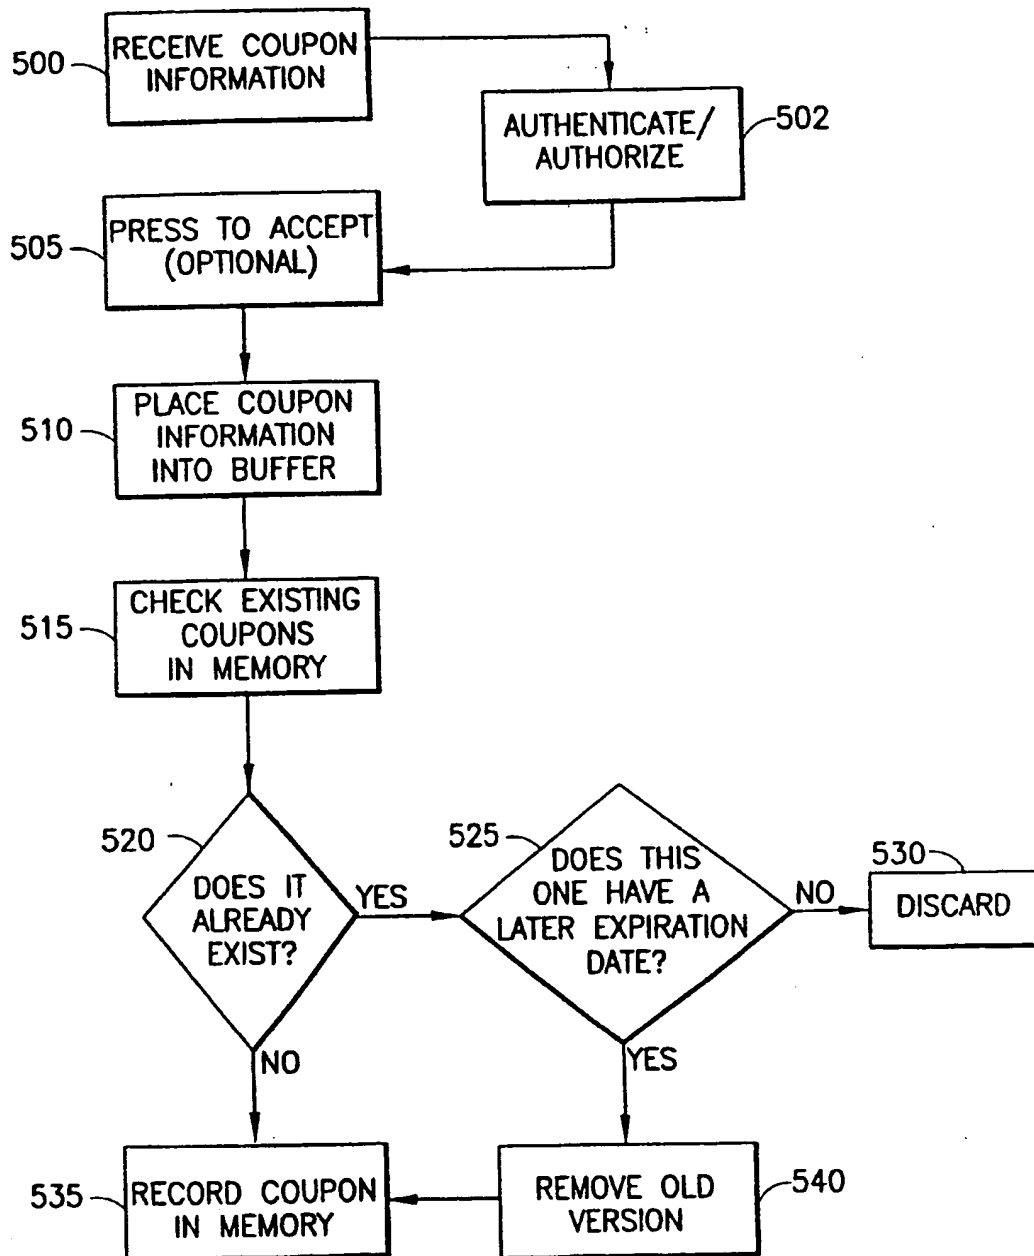 500
RECEIVE COUPON
INFORMATION
AUTHENTICATE/
AUTHORIZE
502
505
PRESS TO ACCEPT
(OPTIONAL)
510
PLACE COUPON
INFORMATION
INTO BUFFER
515
CHECK EXISTING
COUPONS
IN MEMORY
520
DOES IT
ALREADY
EXIST?
YES
NO
525
DOES THIS
ONE HAVE A
LATER EXPIRATION
DATE?
NO
YES
530
DISCARD
535
RECORD COUPON
IN MEMORY
REMOVE OLD
VERSION
540